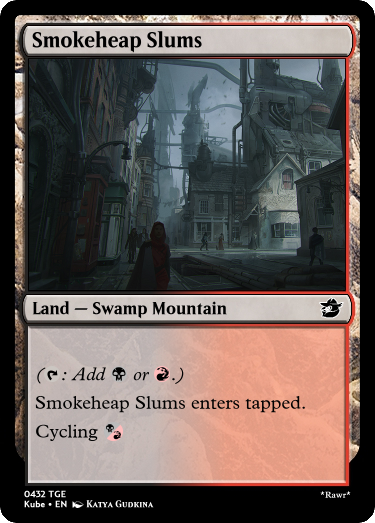 Smokeheap Slums
Land — Swamp Mountain
(: Add or .)
Smokeheap Slums enters tapped.
Cycling
0432 TGE
*Rawr*
Kube • EN Katya Gudkina